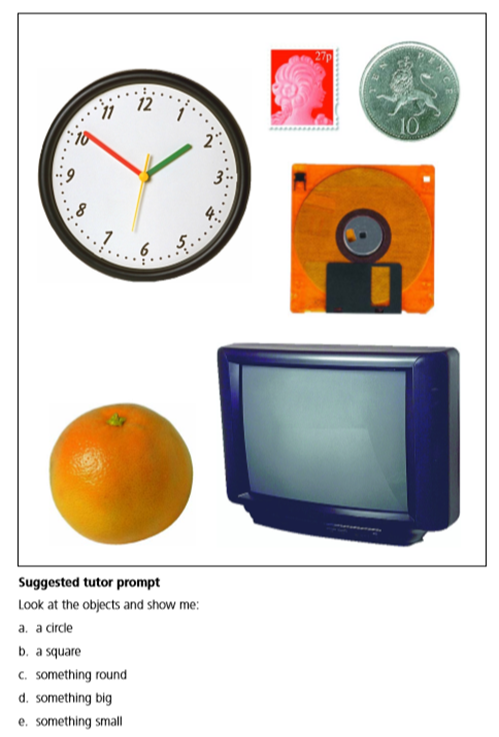 27p
TEN PENCE
10
12
1
2
3
4
5
6
7
8
9
10
11
Suggested tutor prompt
Look at the objects and show me:
a. a circle
b. a square
c. something round
d. something big
e. something small